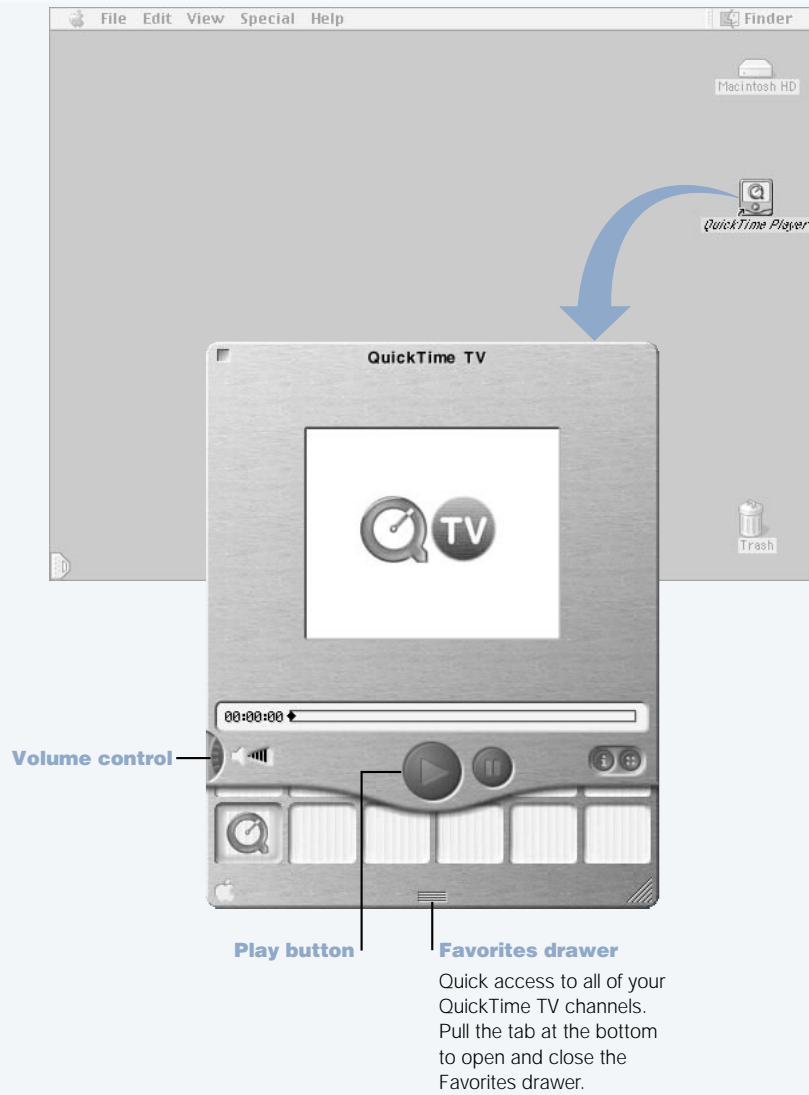 File Edit View Special Help Finder
Macintosh HD
QuickTime Player
QuickTime TV
TV
Trash
00:00:00
Volume control
Play button
Favorites drawer
Quick access to all of your
QuickTime TV channels.
Pull the tab at the bottom
to open and close the
Favorites drawer.